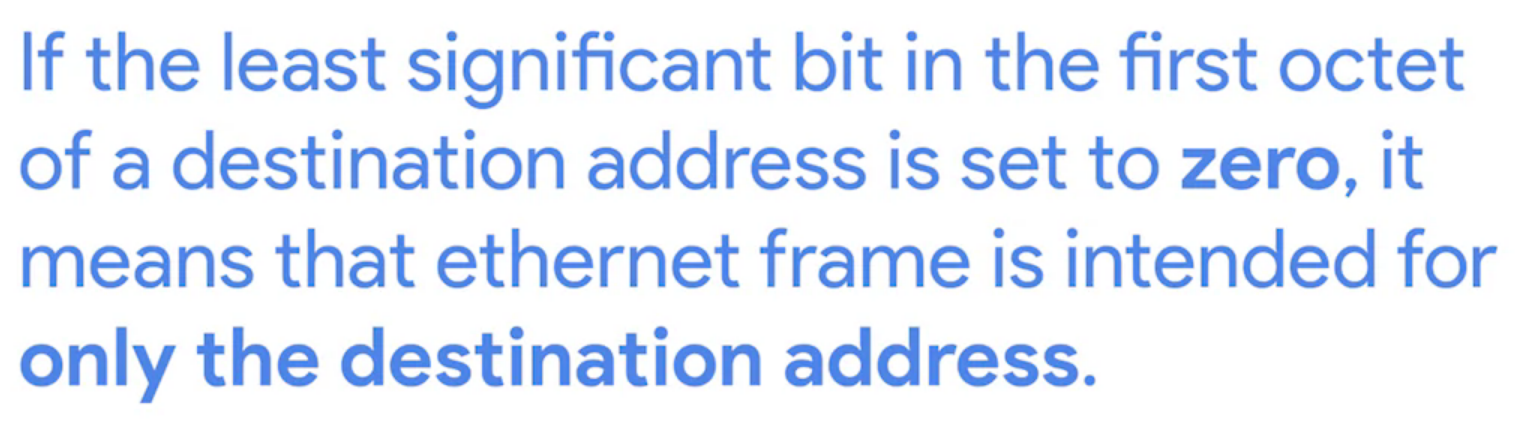 If the least significant bit in the first octet
of a destination address is set to zero, it
means that ethernet frame is intended for
only the destination address.